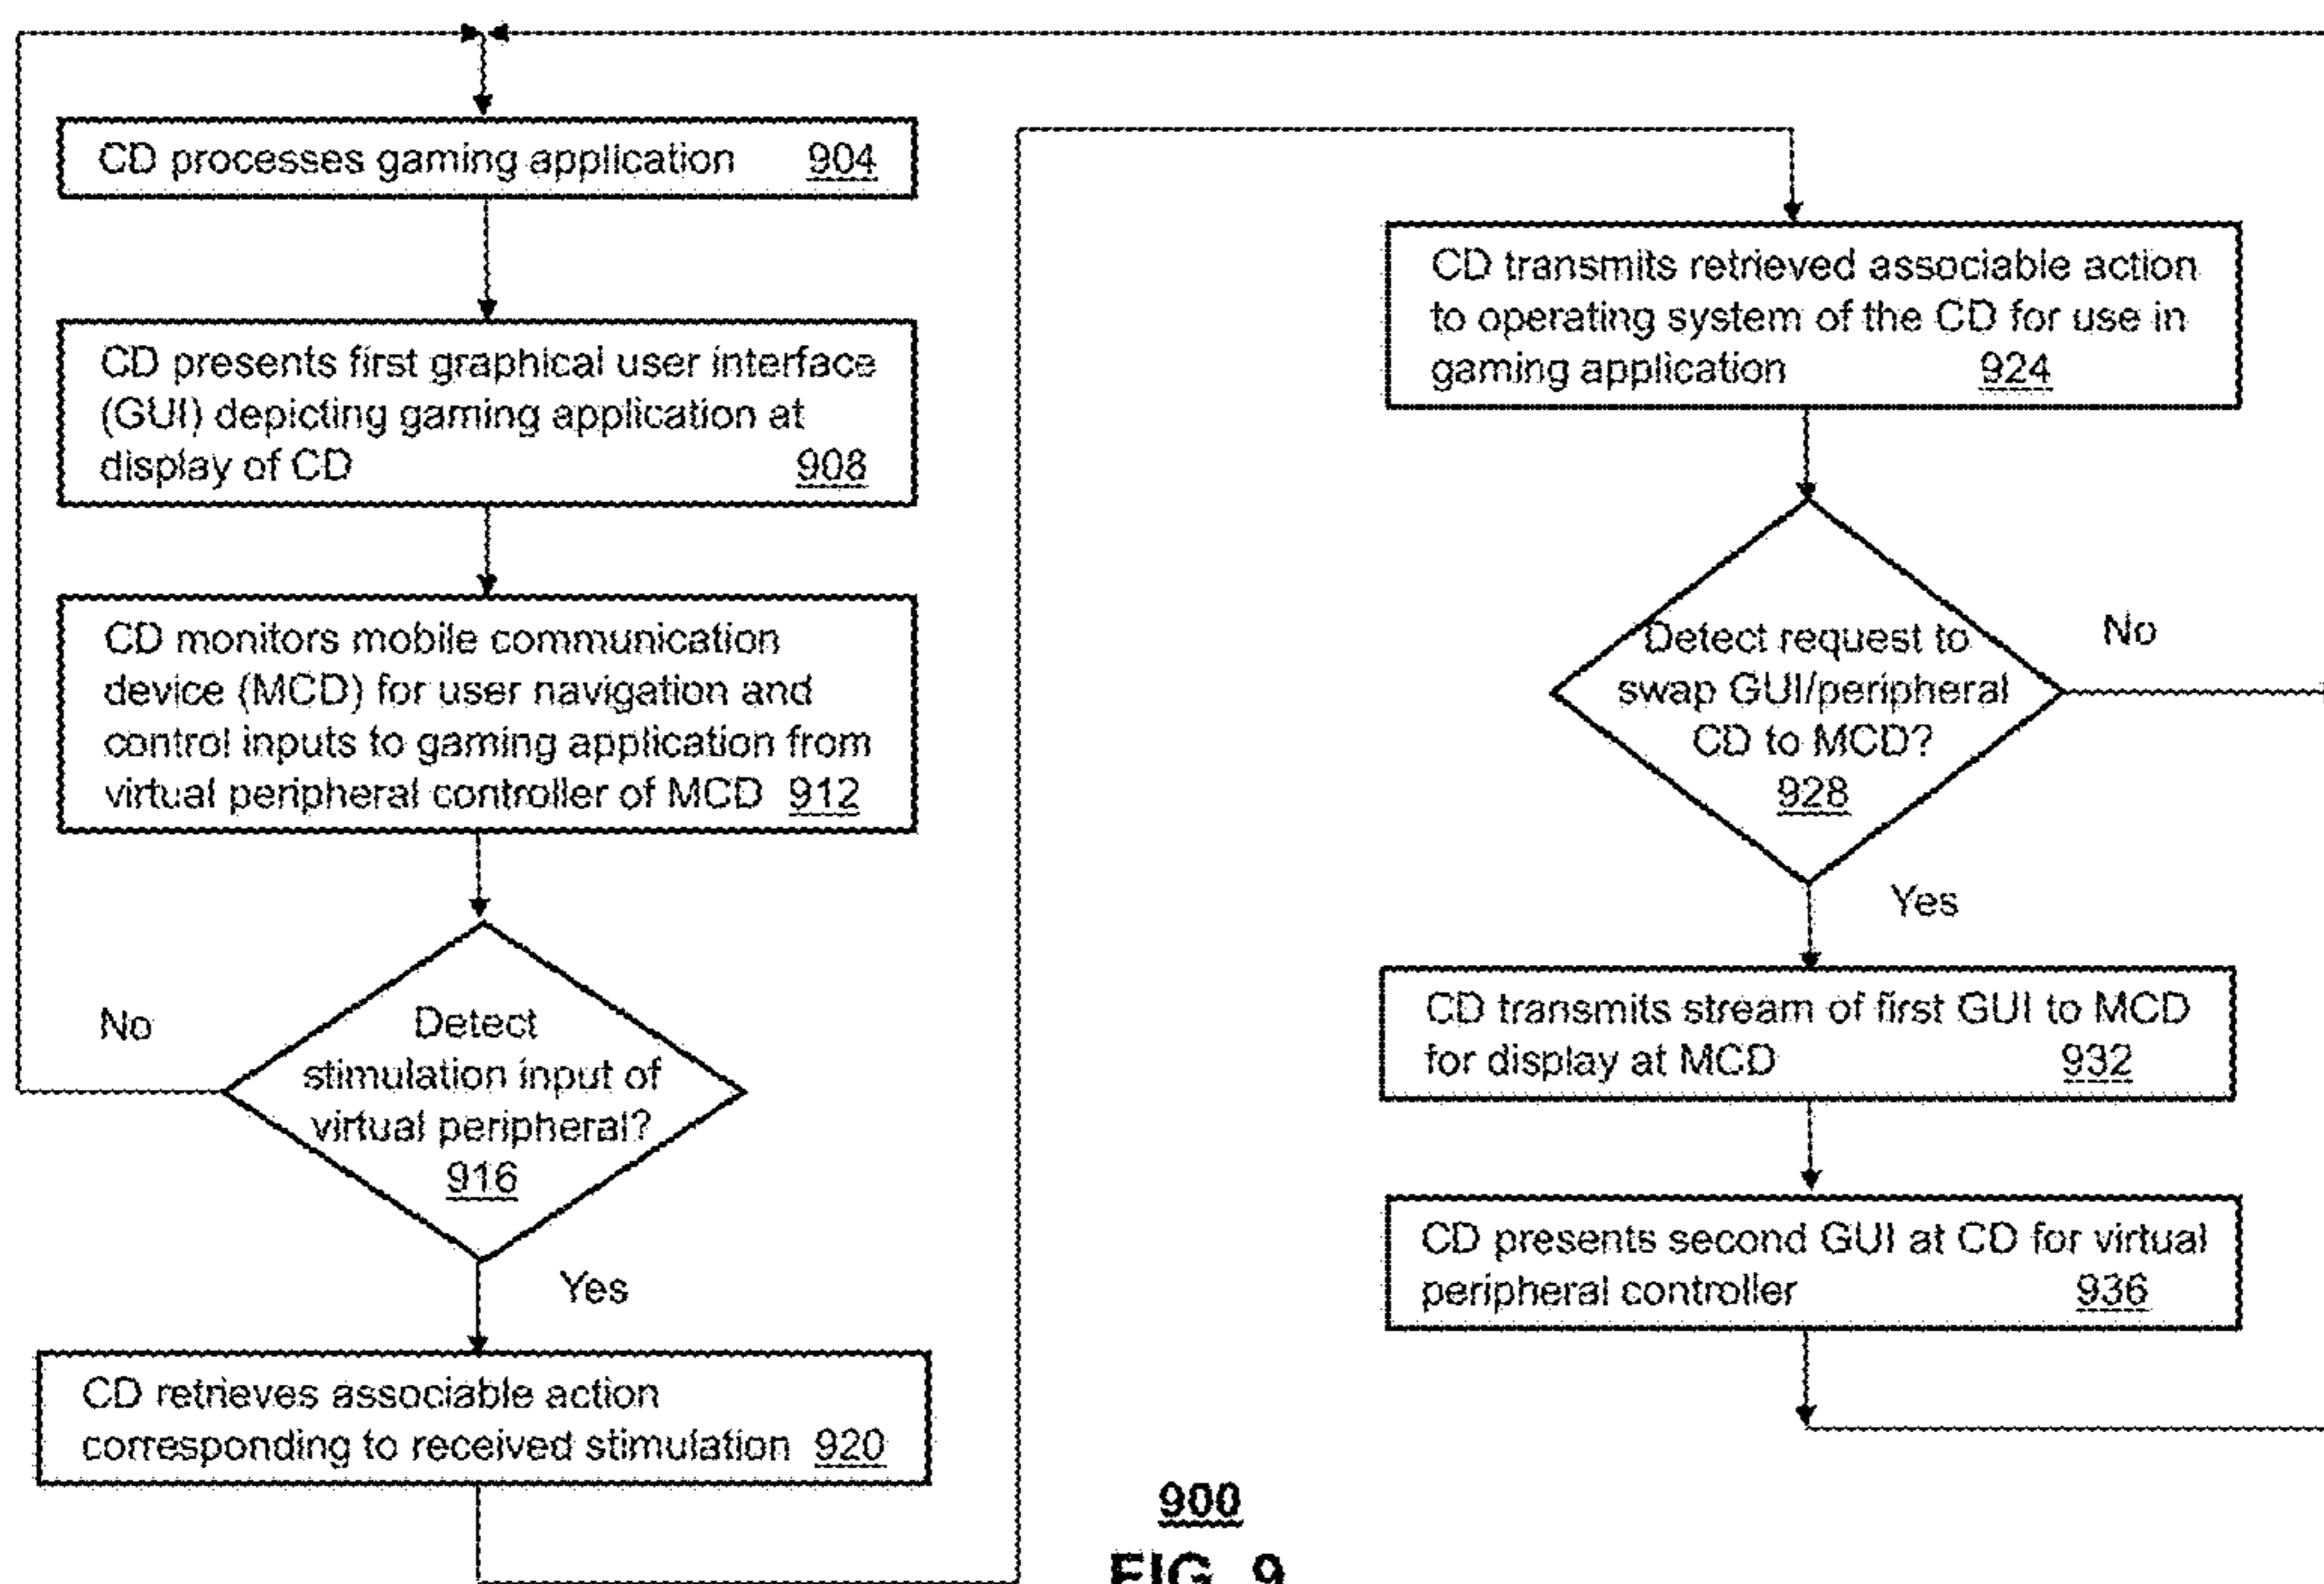 CD processes gaming application 904
CD presents first graphical user interface
(GUI) depicting gaming application at
display of CD 908
CD monitors mobile communication
device (MCD) for user navigation and
control inputs to gaming application from
virtual peripheral controller of MCD 912
No
Detect
stimulation input of
virtual peripheral?
916
Yes
CD retrieves associable action
corresponding to received stimulation 920
CD transmits retrieved associable action
to operating system of the CD for use in
gaming application 924
Detect request to
swap GUI/peripheral
CD to MCD?
928
No
Yes
CD transmits stream of first GUI to MCD
for display at MCD 932
CD presents second GUI at CD for virtual
peripheral controller 936
900
FIG. 9